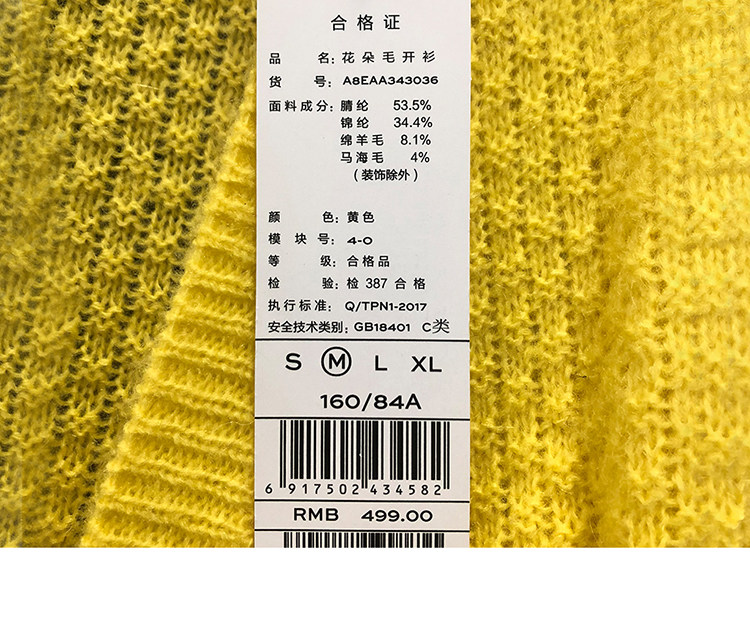 合格证
品 名：花朵毛开衫
货 号：A8EAA343036
面料成分：腈纶 53.5%
锦纶 34.4%
绵羊毛 8.1%
马海毛 4%
（装饰除外）
颜 色：黄色
模 块 号：4-0
等 级：合格品
检 验：检 387 合格
执行标准：Q/TPN1-2017
安全技术类别：GB18401 C类
S M L XL
160/84A
6 917502 434582
RMB 499.00